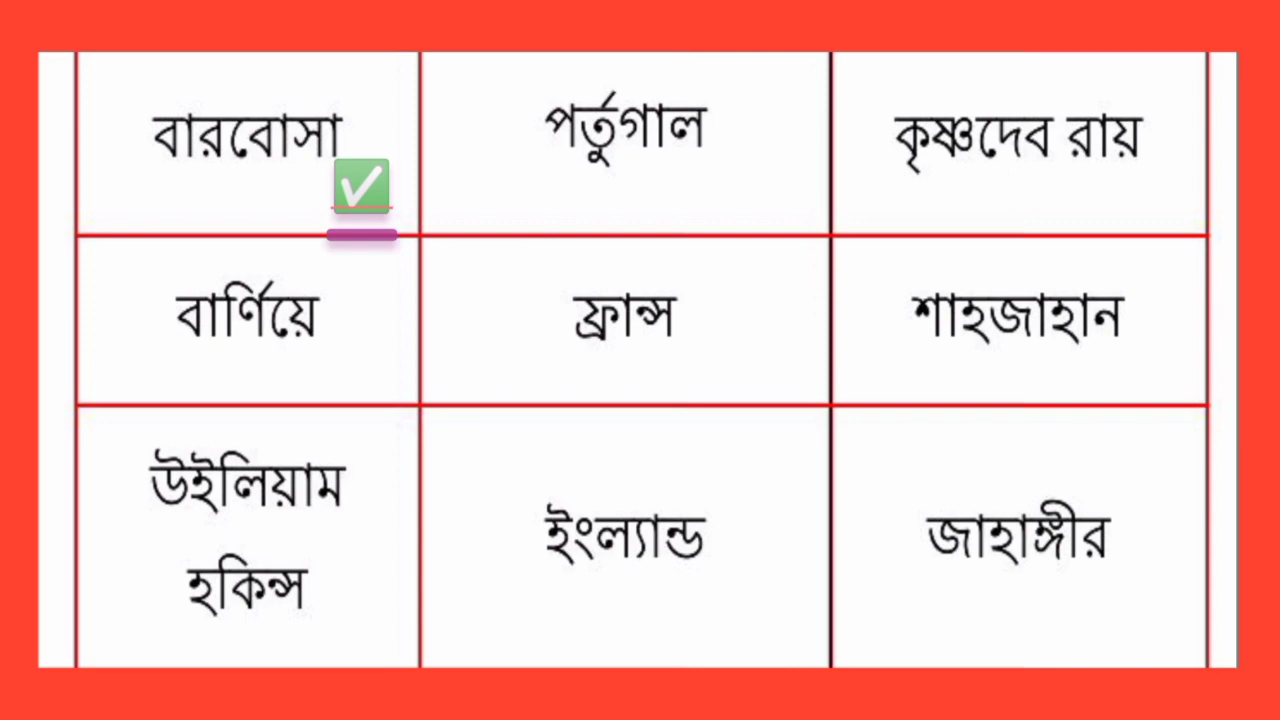 বারবোসা
পর্তুগাল
কৃষ্ণদেব রায়
বার্ণিয়ে
ফ্রান্স
শাহজাহান
উইলিয়াম
হকিন্স
ইংল্যান্ড
জাহাঙ্গীর